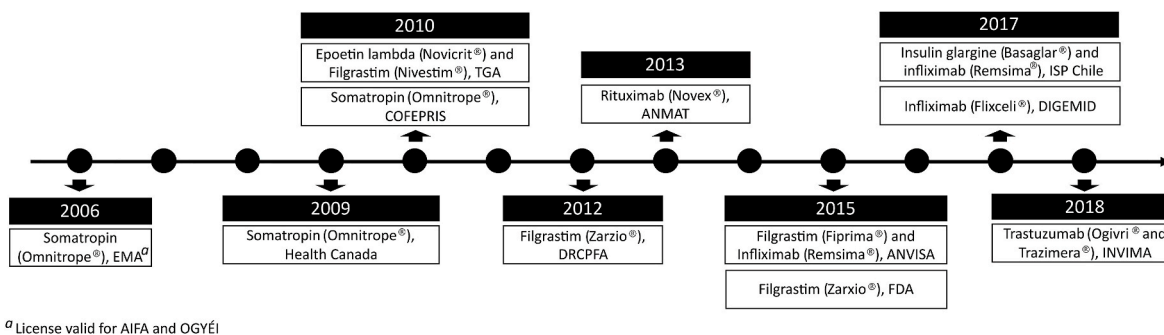 2010
Epoetin lambda (Novicrit®) and
Filgrastim (Nivestim®), TGA
Somatropin (Omnitrope®),
COFEPRIS
2013
Rituximab (Novex®),
ANMAT
2017
Insulin glargine (Basaglar®) and
infliximab (Remsima®), ISP Chile
Infliximab (Flixceli®), DIGEMID
2006
Somatropin
(Omnitrope®), EMAa
2009
Somatropin (Omnitrope®),
Health Canada
2012
Filgrastim (Zarzio®),
DRCPFA
2015
Filgrastim (Fiprima®) and
Infliximab (Remsima®), ANVISA
Filgrastim (Zarxio®), FDA
2018
Trastuzumab (Ogivri® and
Trazimera®), INVIMA
a License valid for AIFA and OGYÉI